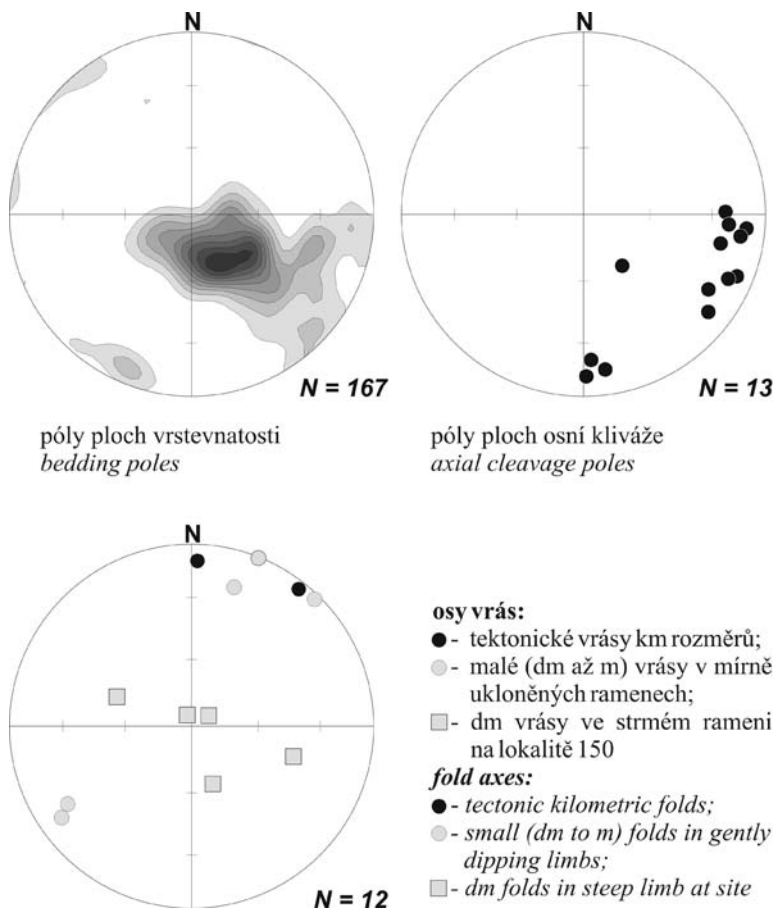 N
N
N = 167
N = 13
póly ploch vrstevnatosti
bedding poles
póly ploch osní kliváže
axial cleavage poles
N
N = 12
osy vrás:
- tektonické vrásy km rozměrů;
- malé (dm až m) vrásy v mírně
ukloněných ramenech;
- dm vrásy ve strmém rameni
na lokalitě 150
fold axes:
- tectonic kilometric folds;
- small (dm to m) folds in gently
dipping limbs;
- dm folds in steep limb at site